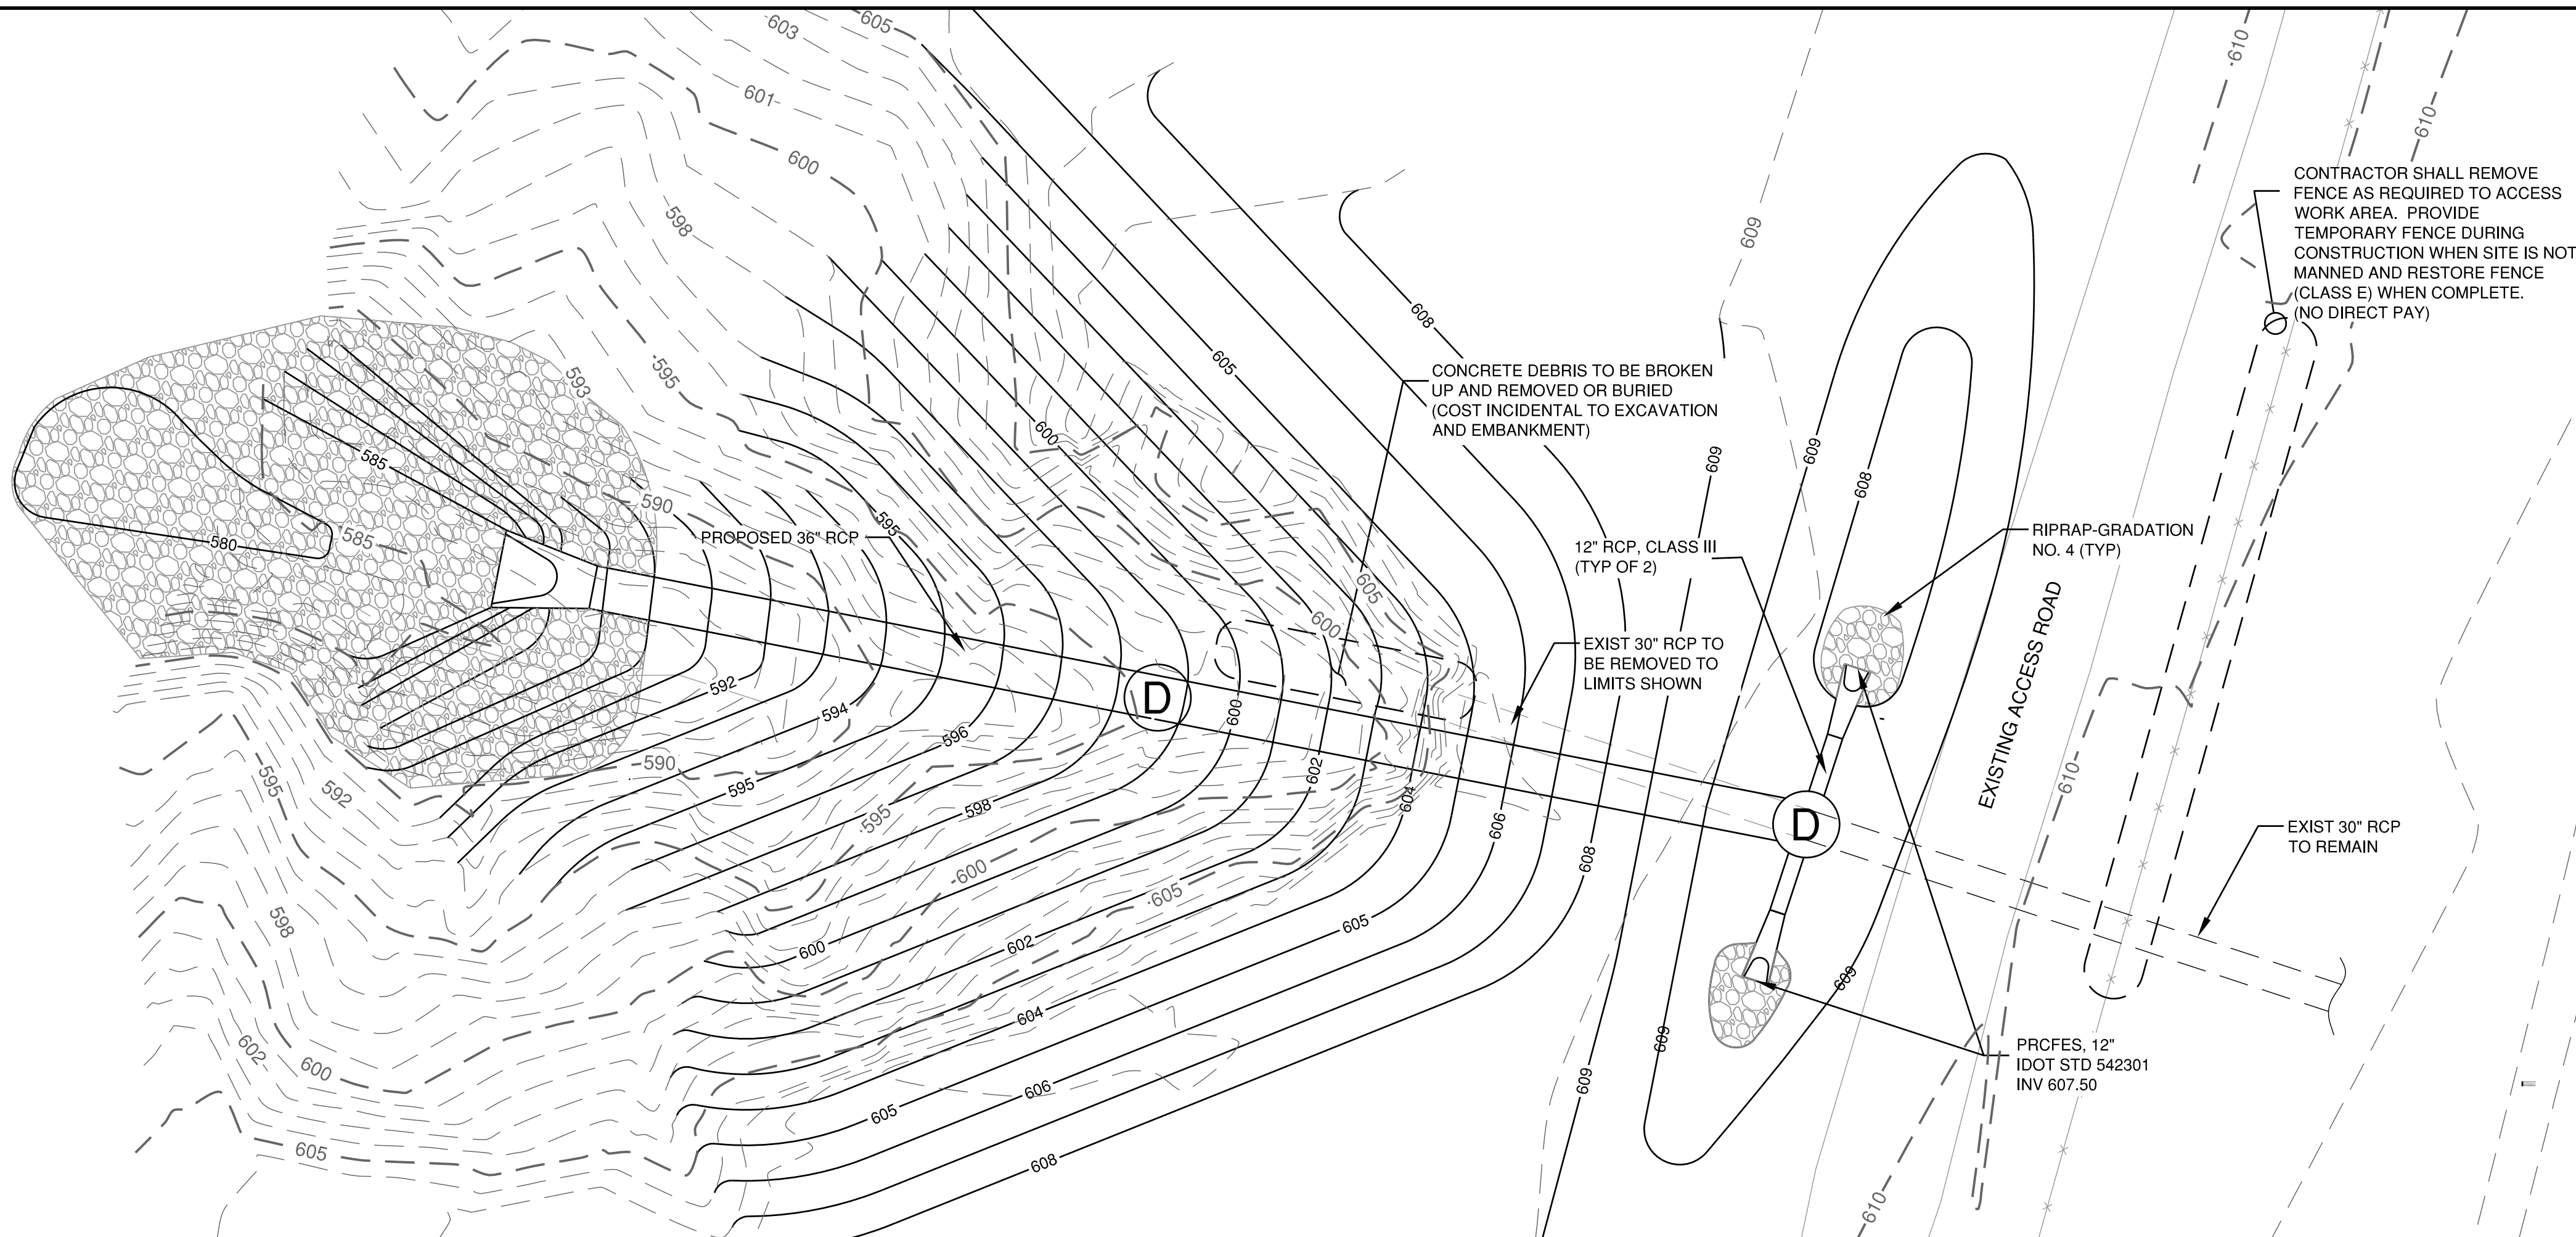 603
605
601
600
598
610
610
CONTRACTOR SHALL REMOVE
FENCE AS REQUIRED TO ACCESS
WORK AREA. PROVIDE
TEMPORARY FENCE DURING
CONSTRUCTION WHEN SITE IS NOT
MANNED AND RESTORE FENCE
(CLASS E) WHEN COMPLETE.
(NO DIRECT PAY)
609
608
605
595
593
CONCRETE DEBRIS TO BE BROKEN
UP AND REMOVED OR BURIED
(COST INCIDENTAL TO EXCAVATION
AND EMBANKMENT)
600
609
609
608
585
590
595
PROPOSED 36" RCP
580
585
12" RCP, CLASS III
(TYP OF 2)
RIPRAP-GRADATION
NO. 4 (TYP)
605
600
EXIST 30" RCP TO
BE REMOVED TO
LIMITS SHOWN
EXISTING ACCESS ROAD
D
592
594
600
596
590
602
595
595
592
595
598
604
606
610
D
EXIST 30" RCP
TO REMAIN
608
600
605
598
605
600
602
609
604
602
600
609
609
PRCFES, 12"
IDOT STD 542301
INV 607.50
606
605
605
608
610